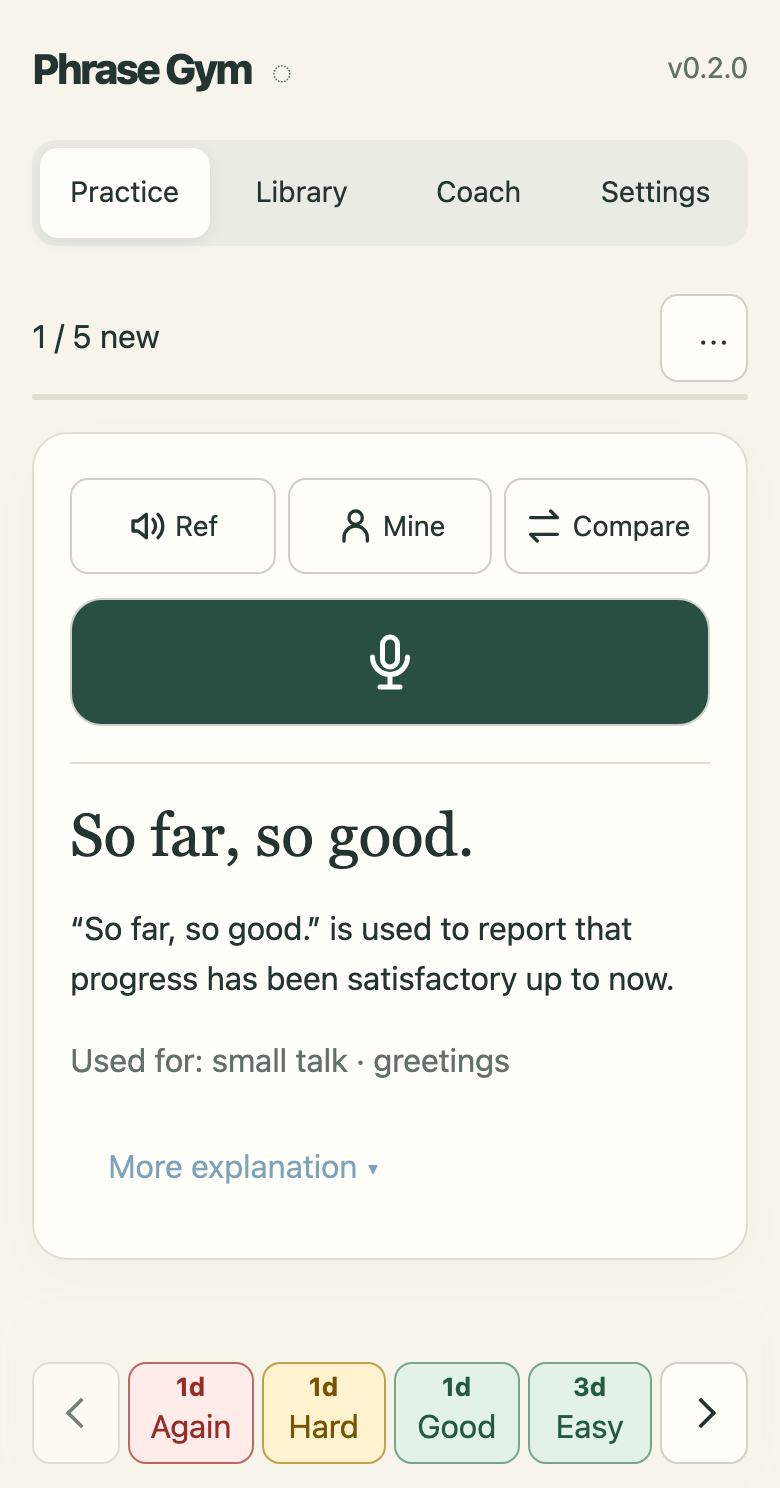 Phrase Gym
v0.2.0
Practice Library Coach Settings
1 / 5 new
...
Ref Mine Compare
So far, so good.
“So far, so good.” is used to report that
progress has been satisfactory up to now.
Used for: small talk · greetings
More explanation ▾
1d 1d 1d 3d
Again Hard Good Easy